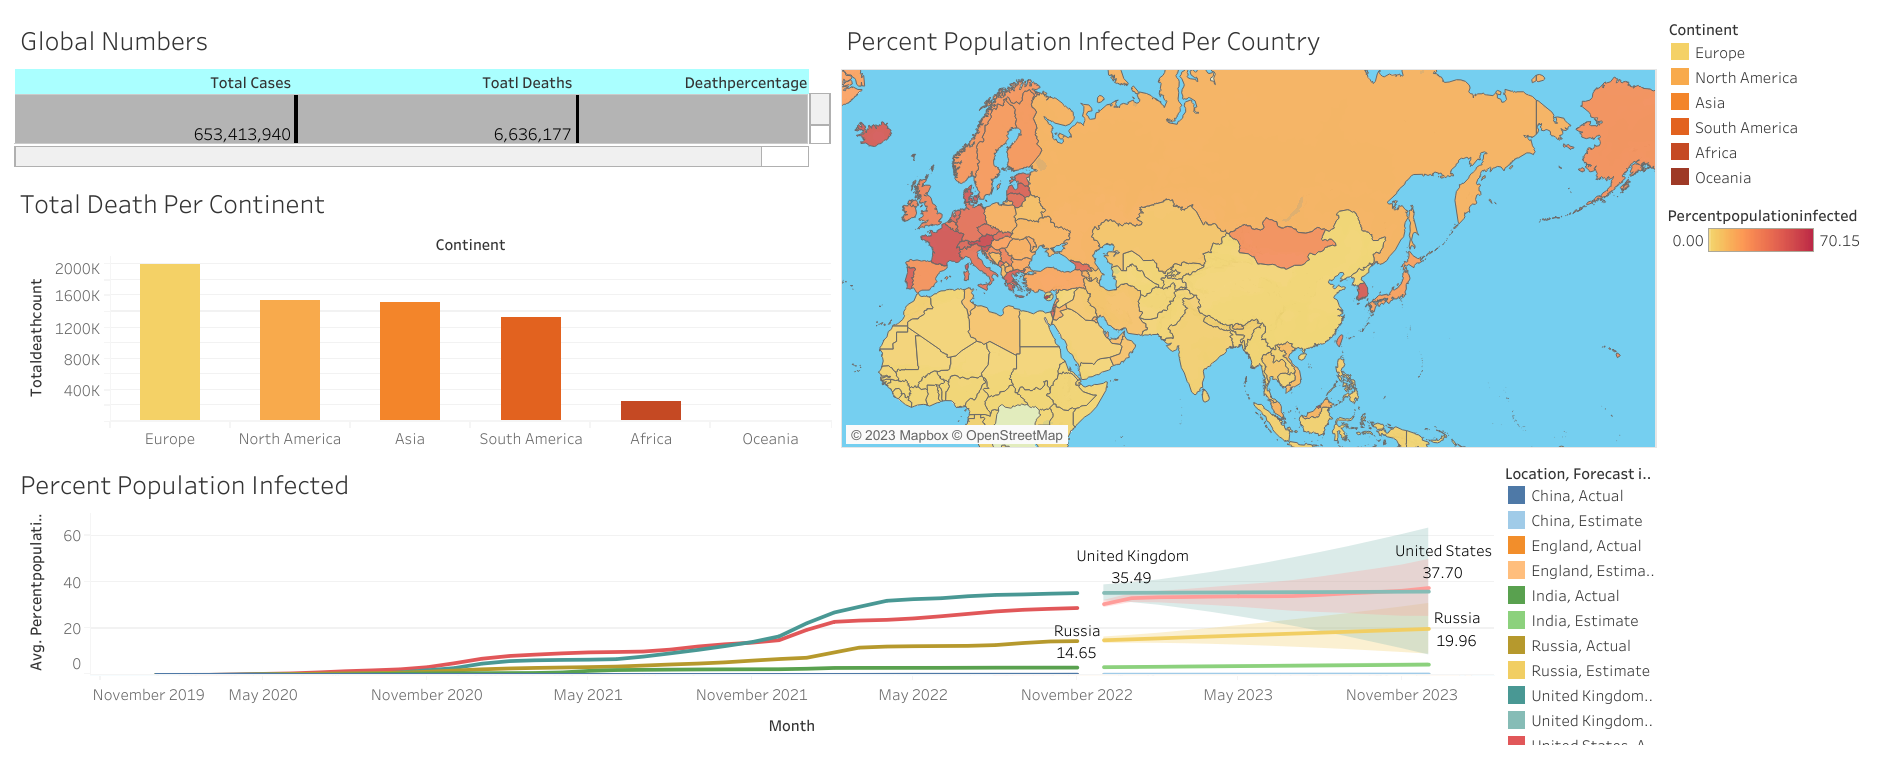 Global Numbers
Total Cases Toatl Deaths Deathpercentage
653,413,940 6,636,177
Total Death Per Continent
Continent
Totaldeathcount
2000K
1600K
1200K
800K
400K
Europe North America Asia South America Africa Oceania
Percent Population Infected Per Country
© 2023 Mapbox © OpenStreetMap
Continent
Europe
North America
Asia
South America
Africa
Oceania
Percentpopulationinfected
0.00 70.15
Percent Population Infected
Avg. Percentpopulati..
60
40
20
0
United Kingdom
35.49
United States
37.70
Russia
14.65
Russia
19.96
November 2019 May 2020 November 2020 May 2021 November 2021 May 2022 November 2022 May 2023 November 2023
Month
Location, Forecast i..
China, Actual
China, Estimate
England, Actual
England, Estima..
India, Actual
India, Estimate
Russia, Actual
Russia, Estimate
United Kingdom..
United Kingdom..
United States, A